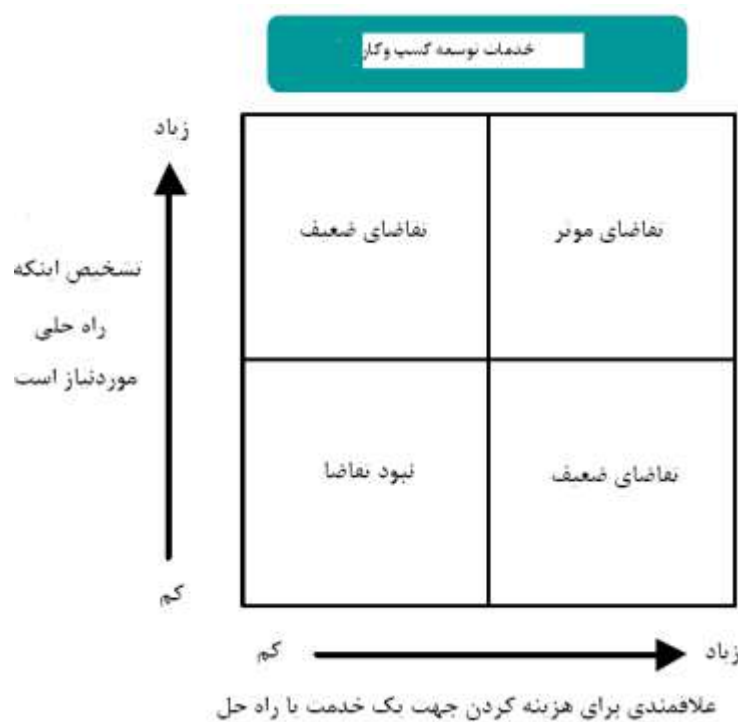 خدمات توسعه کسب وکار
زیاد
تقاضای ضعیف
تقاضای موثر
تشخیص اینکه
راه حلی
موردنیاز است
نبود تقاضا
تقاضای ضعیف
کم
کم
زیاد
علاقمندی برای هزینه کردن جهت یک خدمت یا راه حل